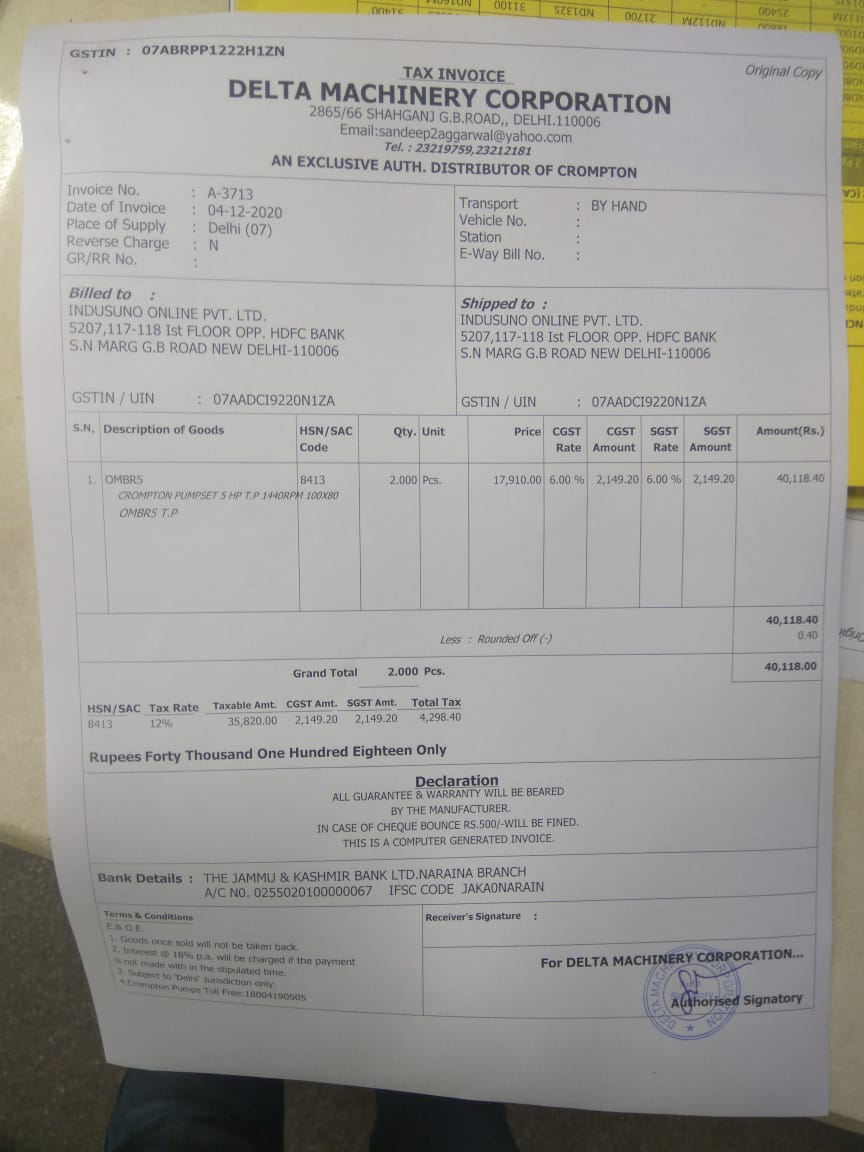 GSTIN : 07ABRPP1222H1ZN
Original Copy
TAX INVOICE
DELTA MACHINERY CORPORATION
2865/66 SHAHGANJ G.B.ROAD,, DELHI.110006
Email:sandeep2aggarwal@yahoo.com
Tel. : 23219759,23212181
AN EXCLUSIVE AUTH. DISTRIBUTOR OF CROMPTON
Invoice No. : A-3713
Date of Invoice : 04-12-2020
Place of Supply : Delhi (07)
Reverse Charge : N
GR/RR No. :
Transport : BY HAND
Vehicle No. :
Station :
E-Way Bill No. :
Billed to :
INDUSUNO ONLINE PVT. LTD.
5207,117-118 Ist FLOOR OPP. HDFC BANK
S.N MARG G.B ROAD NEW DELHI-110006
GSTIN / UIN : 07AADCI9220N1ZA
Shipped to :
INDUSUNO ONLINE PVT. LTD.
5207,117-118 Ist FLOOR OPP. HDFC BANK
S.N MARG G.B ROAD NEW DELHI-110006
GSTIN / UIN : 07AADCI9220N1ZA
S.N. Description of Goods HSN/SAC Code Qty. Unit Price CGST Rate CGST Amount SGST Rate SGST Amount Amount(Rs.)
1. OMBR5 8413 2.000 Pcs. 17,910.00 6.00 % 2,149.20 6.00 % 2,149.20 40,118.40
CROMPTON PUMPSET 5 HP T.P 1440RPM 100X80
OMBR5 T.P
40,118.40
Less : Rounded Off (-) 0.40
Grand Total 2.000 Pcs. 40,118.00
HSN/SAC Tax Rate Taxable Amt. CGST Amt. SGST Amt. Total Tax
8413 12% 35,820.00 2,149.20 2,149.20 4,298.40
Rupees Forty Thousand One Hundred Eighteen Only
Declaration
ALL GUARANTEE & WARRANTY WILL BE BEARED
BY THE MANUFACTURER.
IN CASE OF CHEQUE BOUNCE RS.500/-WILL BE FINED.
THIS IS A COMPUTER GENERATED INVOICE.
Bank Details : THE JAMMU & KASHMIR BANK LTD.NARAINA BRANCH
A/C N0. 0255020100000067 IFSC CODE JAKA0NARAIN
Terms & Conditions
E.& O.E.
1. Goods once sold will not be taken back.
2. Interest @ 18% p.a. will be charged if the payment
is not made with in the stipulated time.
3. Subject to 'Delhi' Jurisdiction only.
4.Crompton Pumps Toll Free:18004190505
Receiver's Signature :
For DELTA MACHINERY CORPORATION...
Authorised Signatory
DELTA MACHINERY CORPORATION